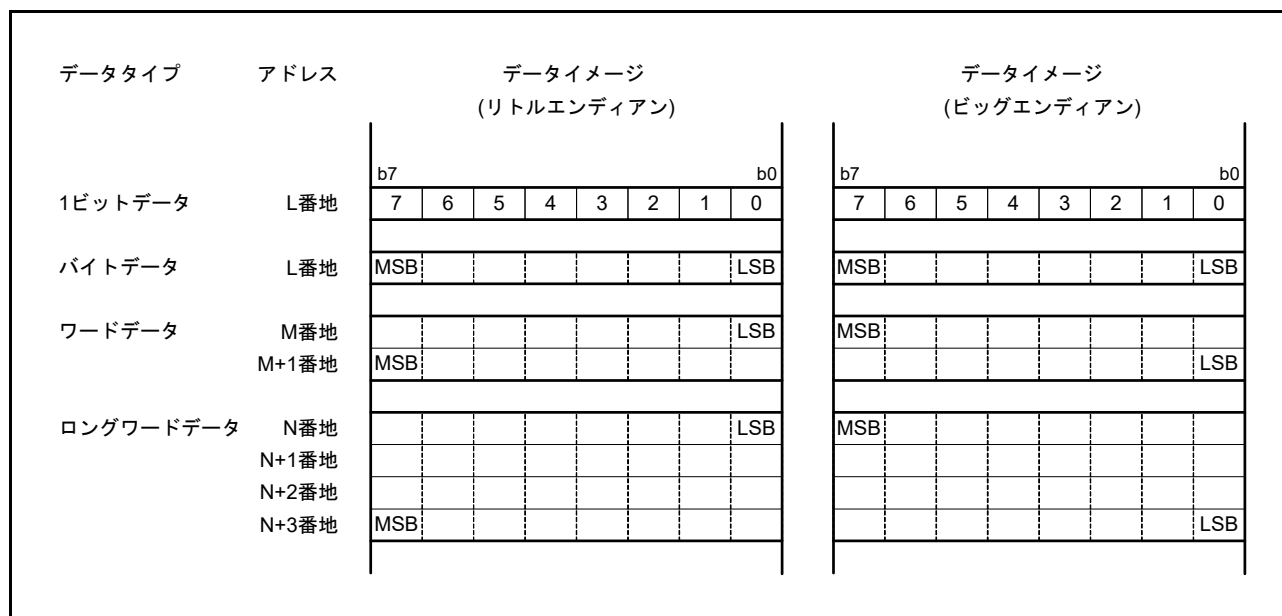 データタイプ アドレス データイメージ データイメージ
(リトルエンディアン) (ビッグエンディアン)
b7 b0 b7 b0
1ビットデータ L番地 7 6 5 4 3 2 1 0 7 6 5 4 3 2 1 0
バイトデータ L番地 MSB LSB MSB LSB
ワードデータ M番地 LSB MSB
M+1番地 MSB LSB
ロングワードデータ N番地 LSB MSB
N+1番地
N+2番地
N+3番地 MSB LSB